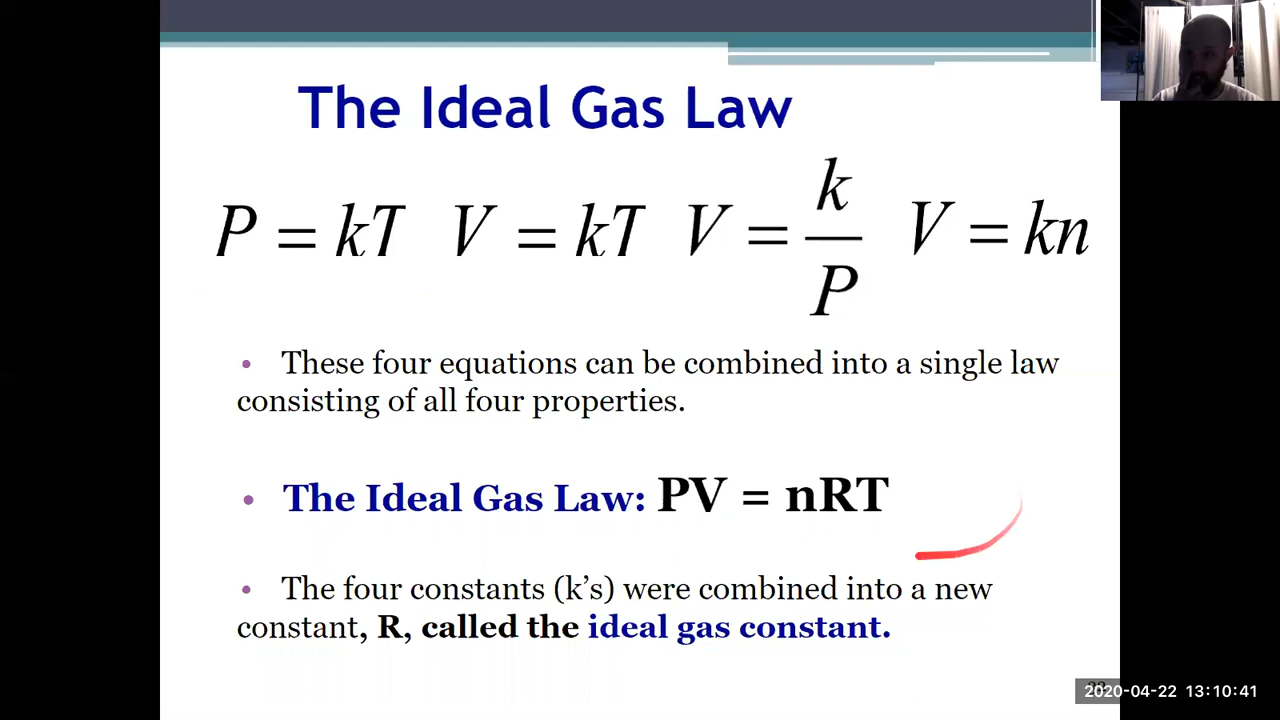 The Ideal Gas Law
P = kT V = kT V = k/P V = kn
• These four equations can be combined into a single law
consisting of all four properties.
• The Ideal Gas Law: PV = nRT
• The four constants (k's) were combined into a new
constant, R, called the ideal gas constant.
2020-04-22 13:10:41